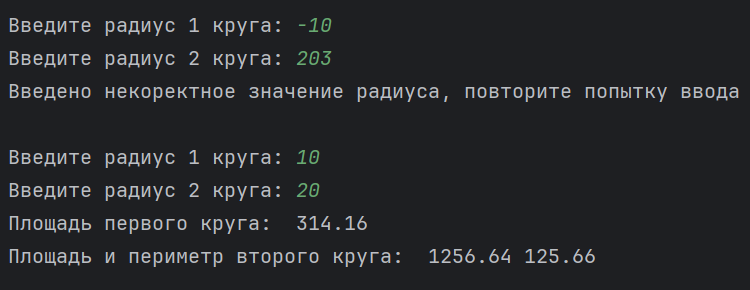 Введите радиус 1 круга: -10
Введите радиус 2 круга: 203
Введено некоректное значение радиуса, повторите попытку ввода
Введите радиус 1 круга: 10
Введите радиус 2 круга: 20
Площадь первого круга:  314.16
Площадь и периметр второго круга:  1256.64 125.66